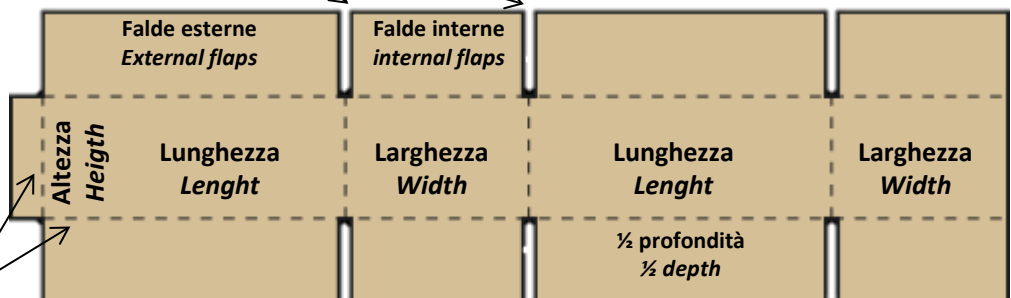 Falde esterne
External flaps
Falde interne
internal flaps
Altezza
Heigth
Lunghezza
Lenght
Larghezza
Width
Lunghezza
Lenght
Larghezza
Width
½ profondità
½ depth